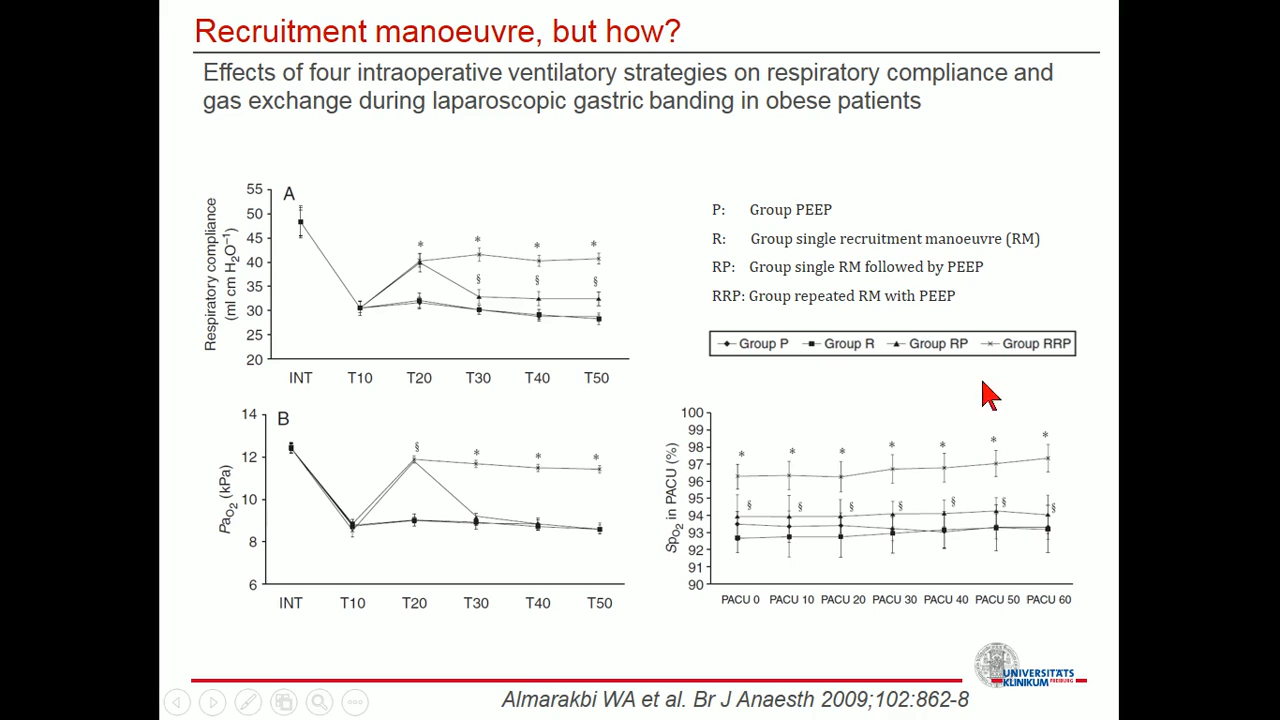 Recruitment manoeuvre, but how?
Effects of four intraoperative ventilatory strategies on respiratory compliance and
gas exchange during laparoscopic gastric banding in obese patients
A
Respiratory compliance
(ml cm H₂O⁻¹)
55
50
45
40
35
30
25
20
* * * *
§ § §
INT T10 T20 T30 T40 T50
P: Group PEEP
R: Group single recruitment manoeuvre (RM)
RP: Group single RM followed by PEEP
RRP: Group repeated RM with PEEP
Group P Group R Group RP Group RRP
B
PaO₂ (kPa)
14
12
10
8
6
§ * * *
INT T10 T20 T30 T40 T50
SpO₂ in PACU (%)
100
99
98
97
96
95
94
93
92
91
90
* * * * * * *
§ § § § § § §
PACU 0 PACU 10 PACU 20 PACU 30 PACU 40 PACU 50 PACU 60
UNIVERSITÄTS
KLINIKUM FREIBURG
Almarakbi WA et al. Br J Anaesth 2009;102:862-8